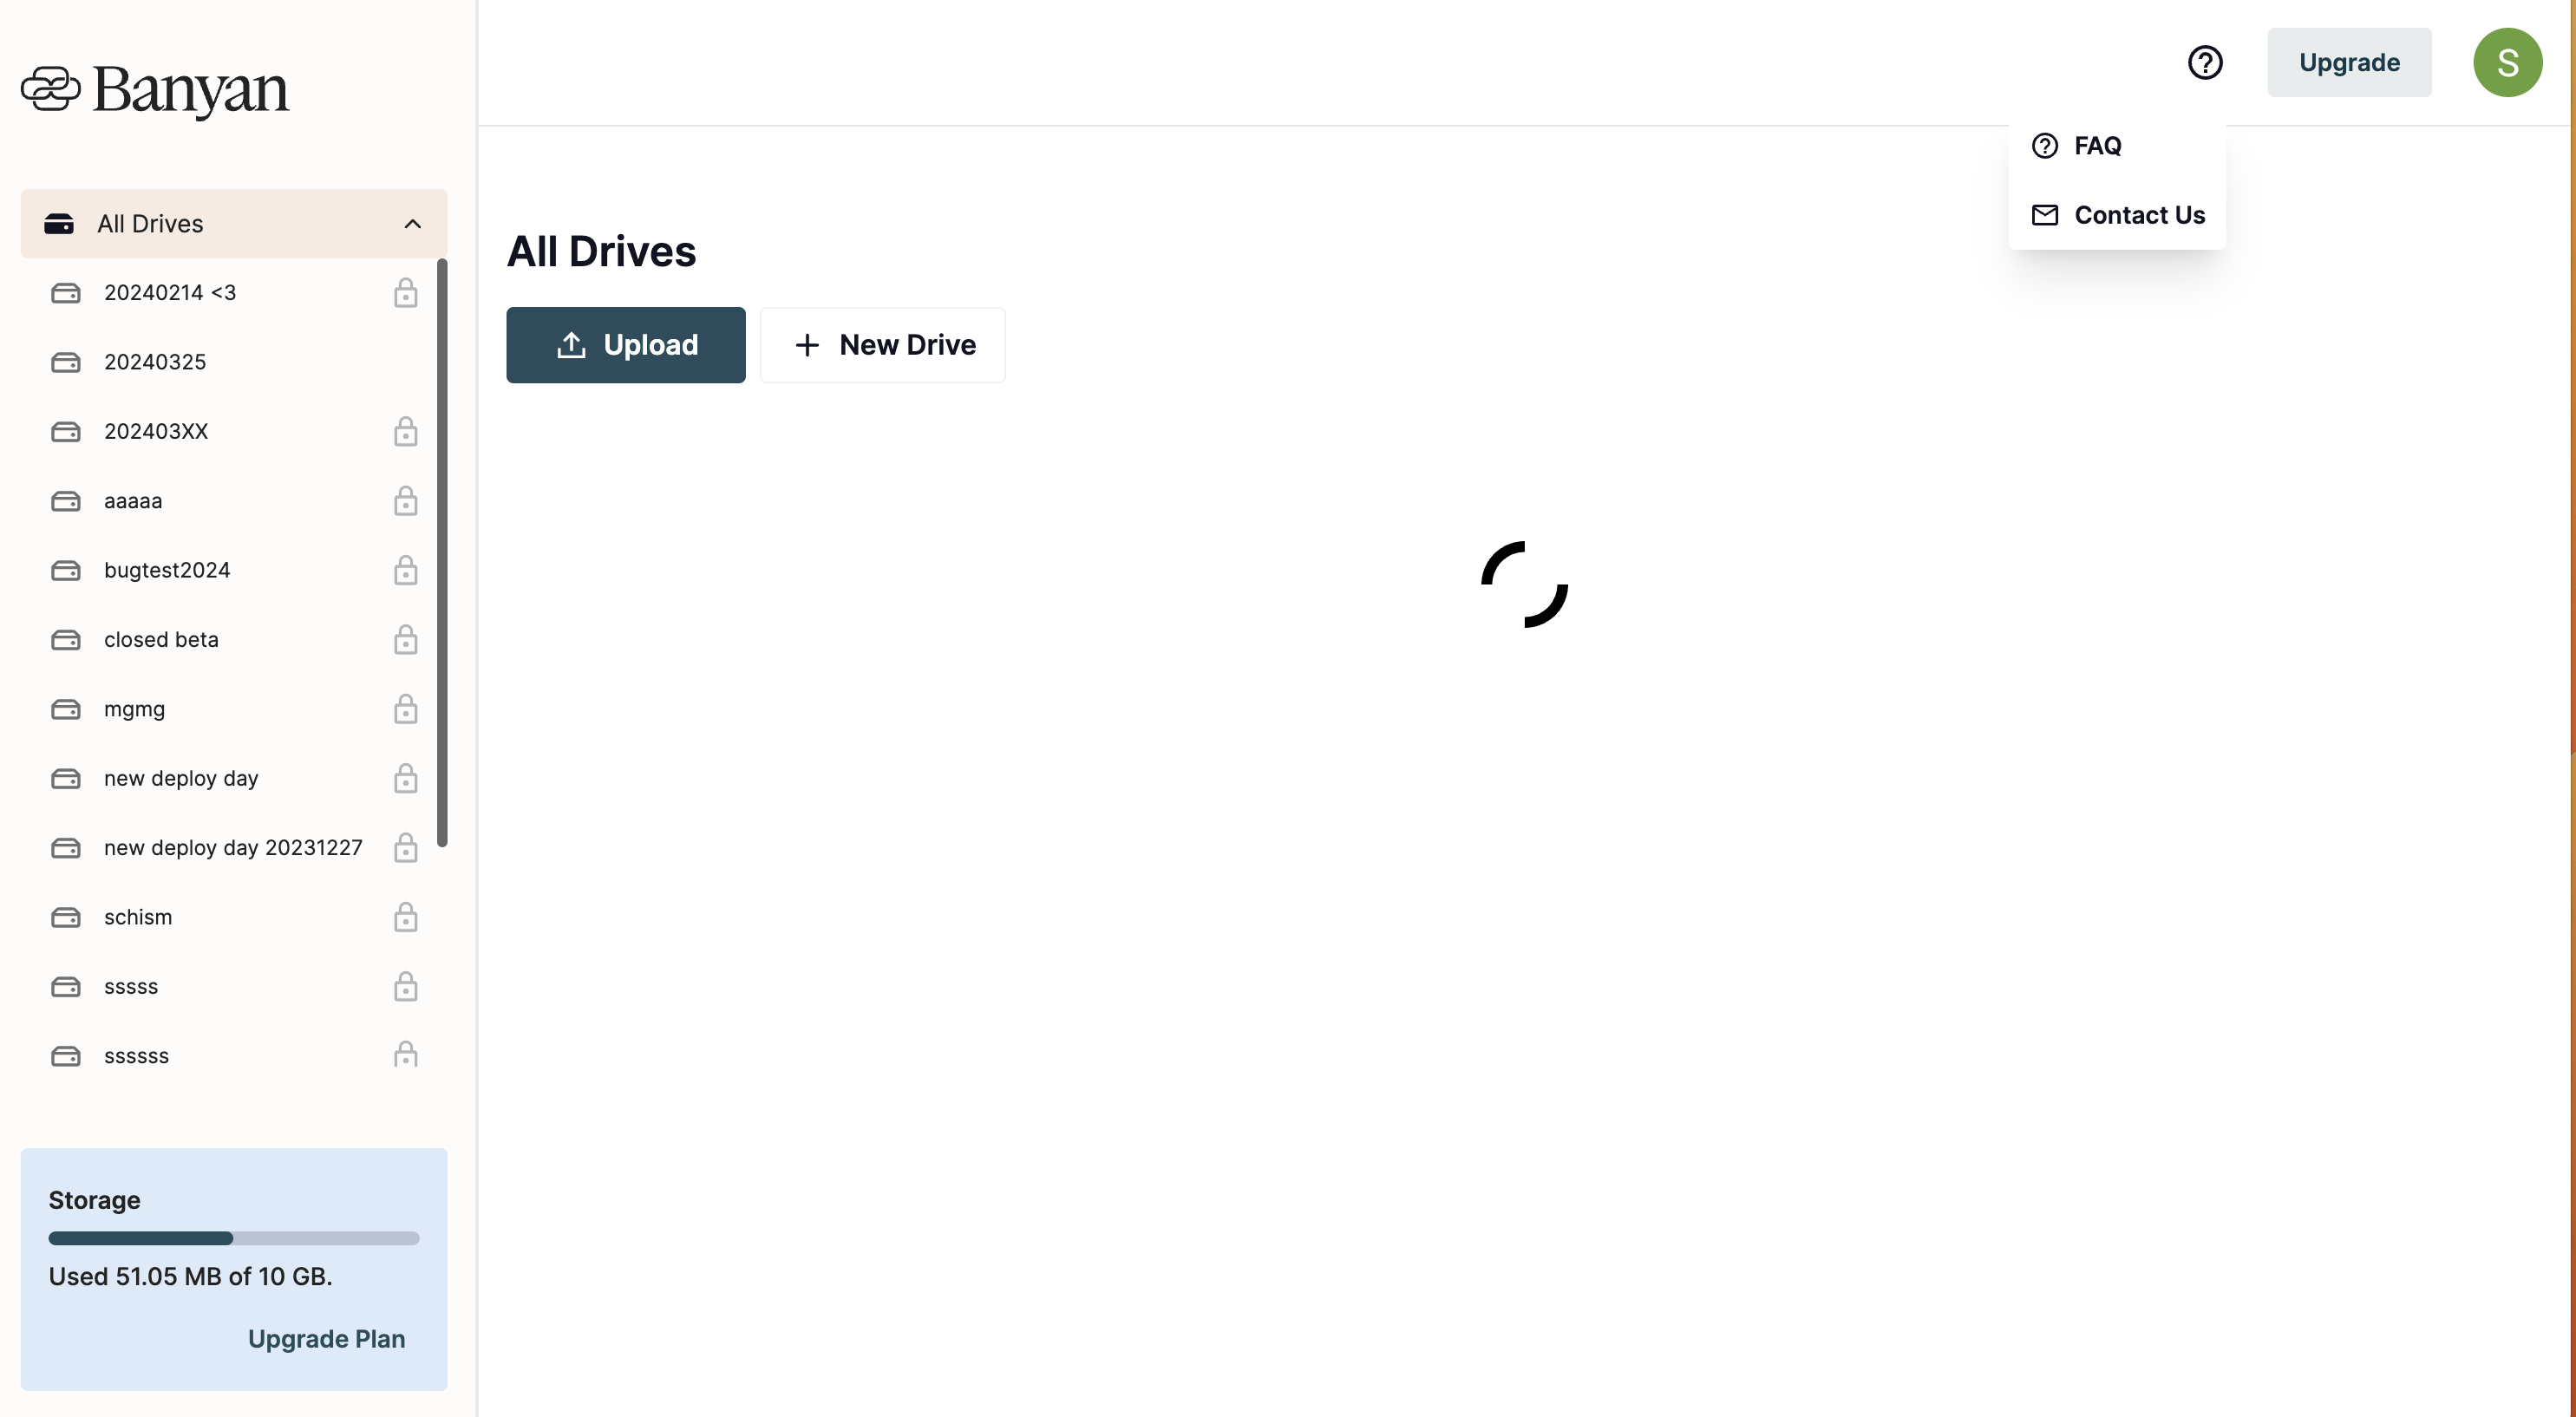 Banyan
All Drives
20240214 <3
20240325
202403XX
aaaaa
bugtest2024
closed beta
mgmg
new deploy day
new deploy day 20231227
schism
sssss
ssssss
Storage
Used 51.05 MB of 10 GB.
Upgrade Plan
Upgrade
S
FAQ
Contact Us
All Drives
Upload
New Drive